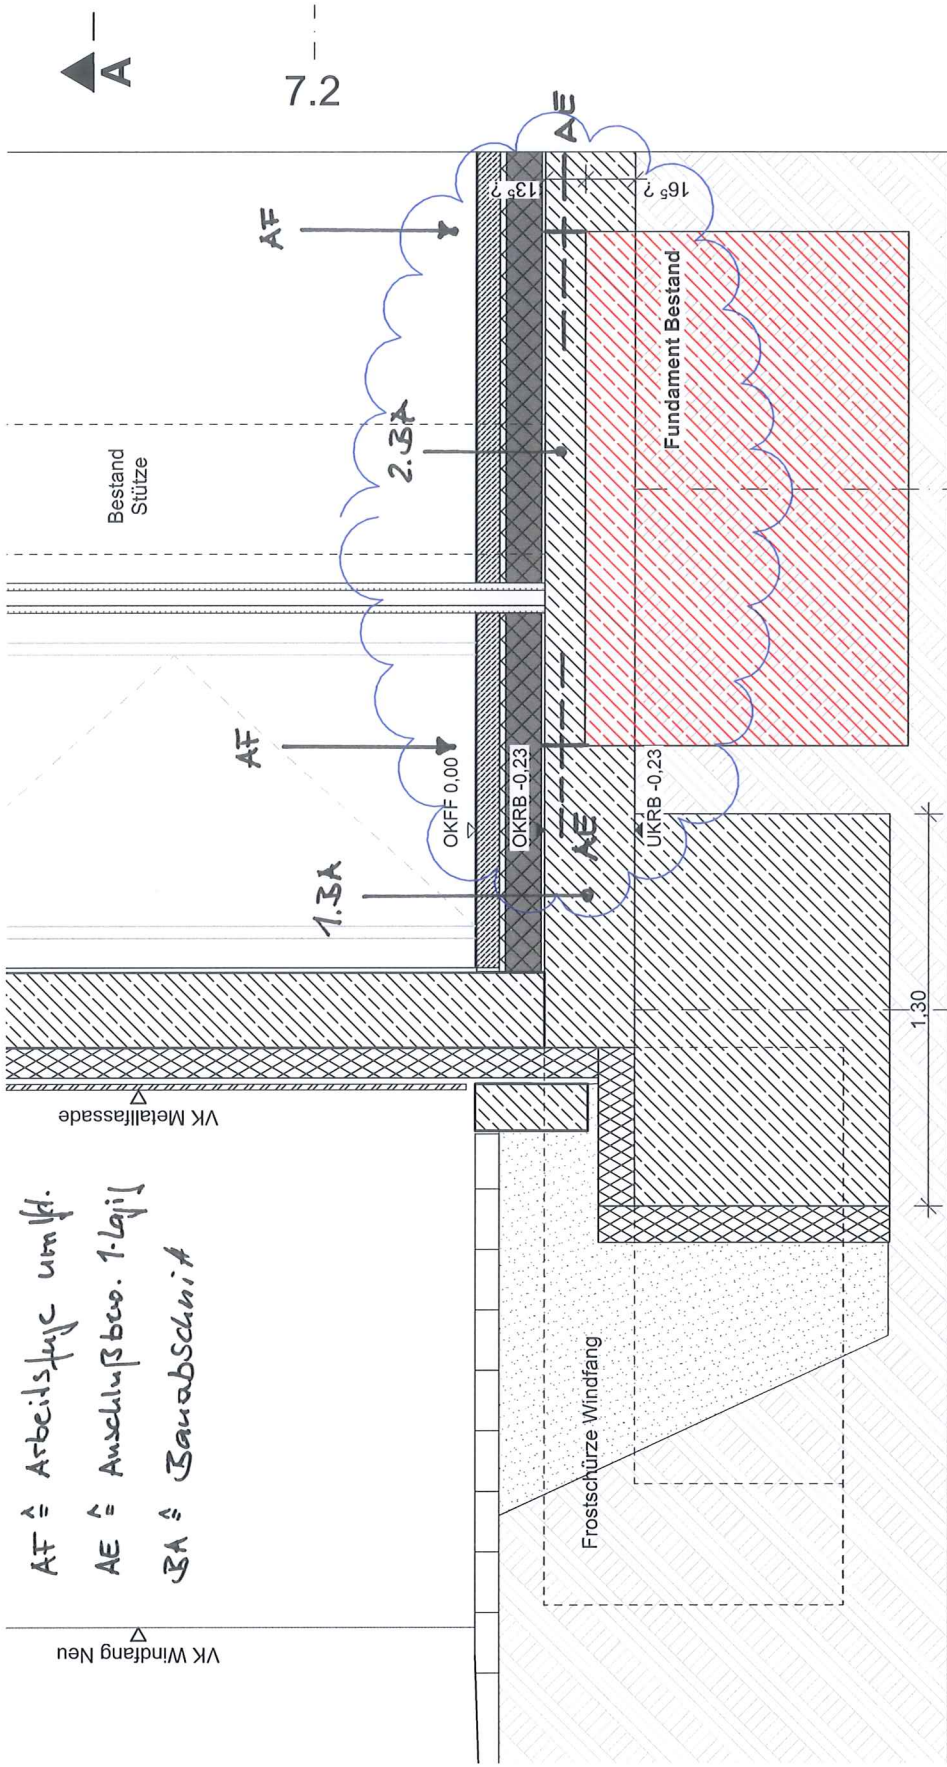 A
7.2
AF ≙ Arbeitsfuge umlfd.
AE ≙ Anschlußbew. 1-lagig
BA ≙ Bauabschnitt
VK Windfang Neu
VK Metallfassade
Bestand
Stütze
AF
AF
1.BA
2.BA
OKFF 0,00
OKRB -0,23
UKRB -0,23
AE
AE
13⁵ ?
16⁵ ?
Fundament Bestand
Frostschürze Windfang
1.30